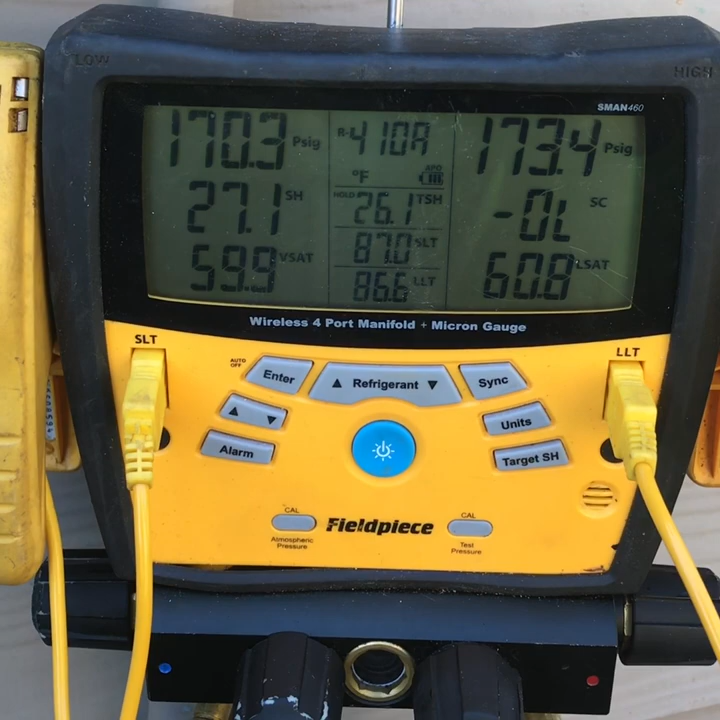 LOW
HIGH
SMAN460
170.3 Psig
R-410A
173.4 Psig
°F
APO
27.1 SH
HOLD 26.1 TSH
-OL SC
87.0 SLT
59.9 VSAT
86.6 LLT
60.8 LSAT
Wireless 4 Port Manifold + Micron Gauge
SLT
LLT
AUTO
OFF
Enter
▲ Refrigerant ▼
Sync
▲ ▼
Units
Alarm
Target SH
CAL
CAL
Fieldpiece
Atmospheric
Pressure
Test
Pressure